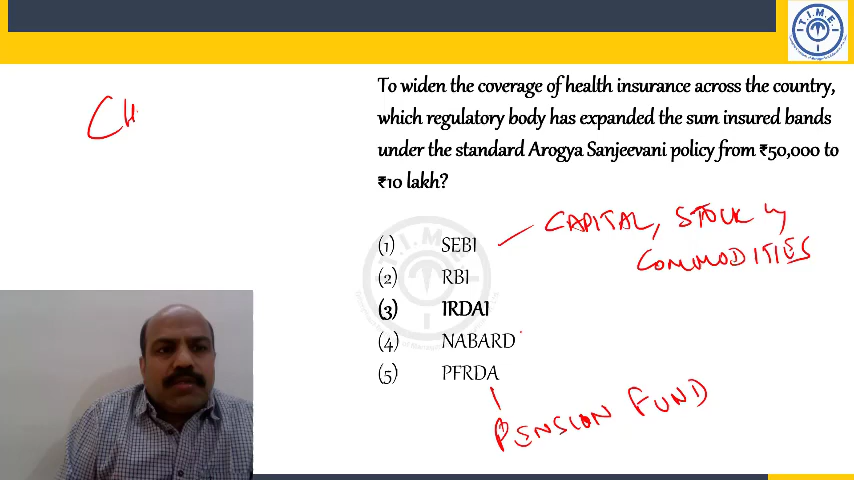 T.I.M.E.
To widen the coverage of health insurance across the country,
which regulatory body has expanded the sum insured bands
under the standard Arogya Sanjeevani policy from ₹50,000 to
₹10 lakh?
CH
(1) SEBI
CAPITAL, STOCK
COMMODITIES
(2) RBI
(3) IRDAI
(4) NABARD
(5) PFRDA
PENSION FUND
T.I.M.E.